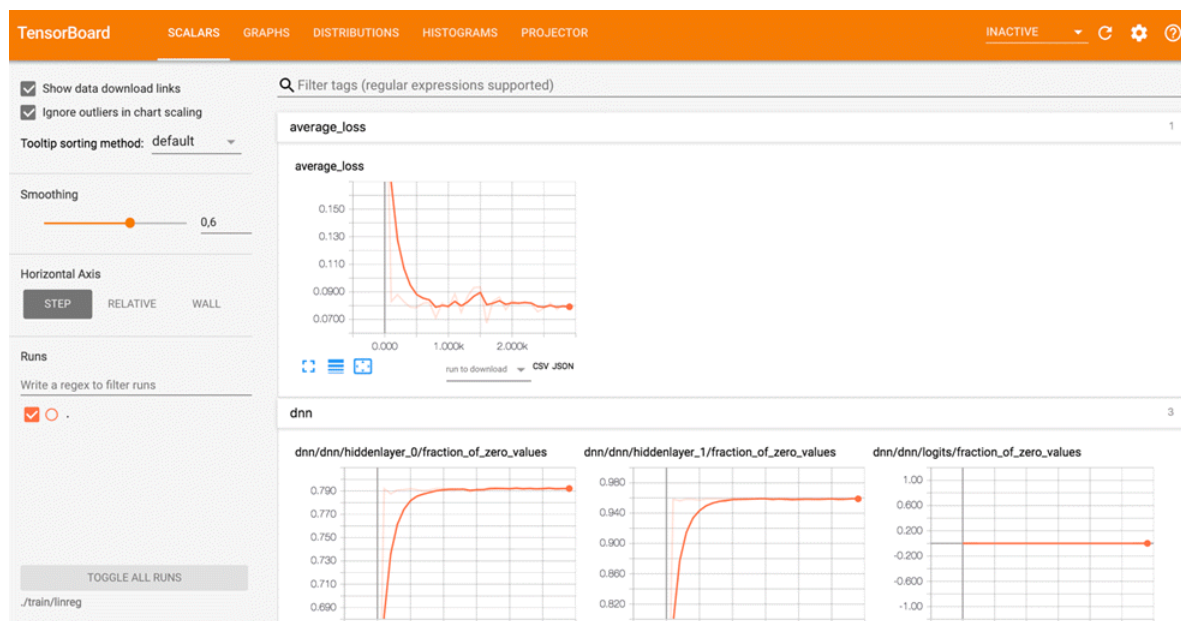 TensorBoard SCALARS GRAPHS DISTRIBUTIONS HISTOGRAMS PROJECTOR INACTIVE
Show data download links
Ignore outliers in chart scaling
Tooltip sorting method: default
Smoothing
0,6
Horizontal Axis
STEP RELATIVE WALL
Runs
Write a regex to filter runs
.
TOGGLE ALL RUNS
./train/linreg
Filter tags (regular expressions supported)
average_loss 1
average_loss
0.150
0.130
0.110
0.0900
0.0700
0.000 1.000k 2.000k
run to download CSV JSON
dnn 3
dnn/dnn/hiddenlayer_0/fraction_of_zero_values
0.790
0.770
0.750
0.730
0.710
0.690
dnn/dnn/hiddenlayer_1/fraction_of_zero_values
0.980
0.940
0.900
0.860
0.820
dnn/dnn/logits/fraction_of_zero_values
1.00
0.600
0.200
-0.200
-0.600
-1.00